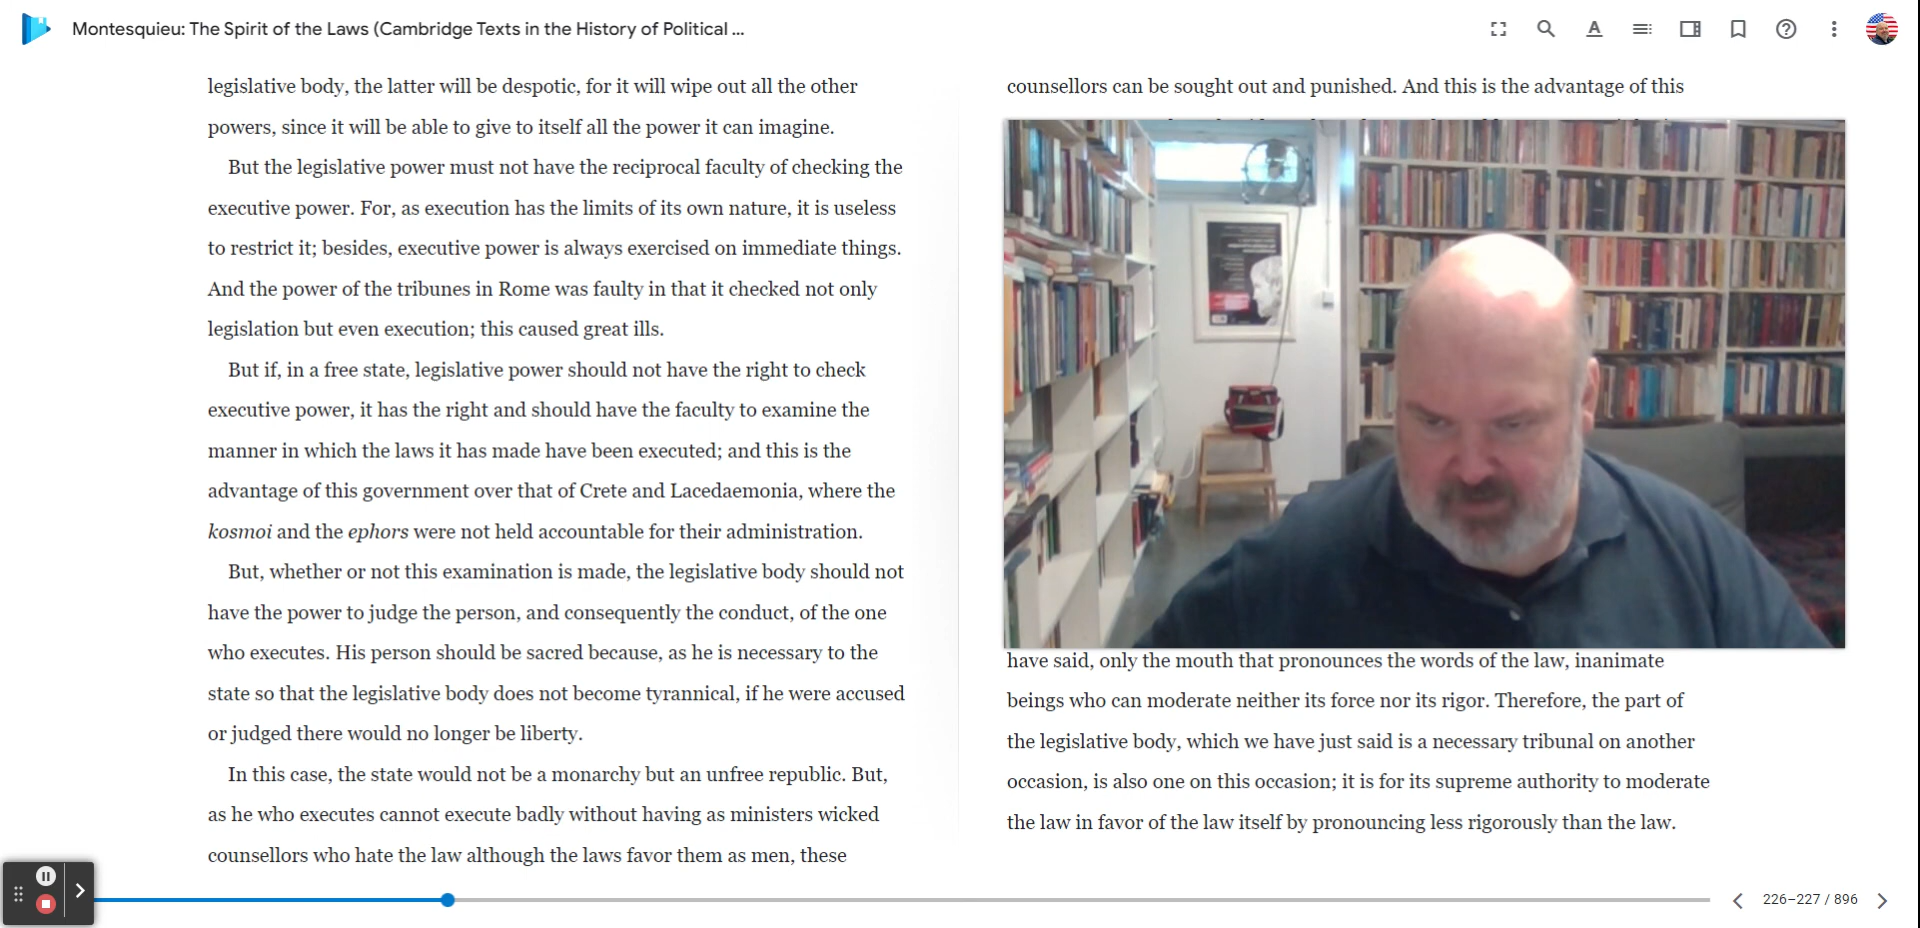 Montesquieu: The Spirit of the Laws (Cambridge Texts in the History of Political ...
legislative body, the latter will be despotic, for it will wipe out all the other
powers, since it will be able to give to itself all the power it can imagine.
But the legislative power must not have the reciprocal faculty of checking the
executive power. For, as execution has the limits of its own nature, it is useless
to restrict it; besides, executive power is always exercised on immediate things.
And the power of the tribunes in Rome was faulty in that it checked not only
legislation but even execution; this caused great ills.
But if, in a free state, legislative power should not have the right to check
executive power, it has the right and should have the faculty to examine the
manner in which the laws it has made have been executed; and this is the
advantage of this government over that of Crete and Lacedaemonia, where the
kosmoi and the ephors were not held accountable for their administration.
But, whether or not this examination is made, the legislative body should not
have the power to judge the person, and consequently the conduct, of the one
who executes. His person should be sacred because, as he is necessary to the
state so that the legislative body does not become tyrannical, if he were accused
or judged there would no longer be liberty.
In this case, the state would not be a monarchy but an unfree republic. But,
as he who executes cannot execute badly without having as ministers wicked
counsellors who hate the law although the laws favor them as men, these
counsellors can be sought out and punished. And this is the advantage of this
have said, only the mouth that pronounces the words of the law, inanimate
beings who can moderate neither its force nor its rigor. Therefore, the part of
the legislative body, which we have just said is a necessary tribunal on another
occasion, is also one on this occasion; it is for its supreme authority to moderate
the law in favor of the law itself by pronouncing less rigorously than the law.
226–227 / 896